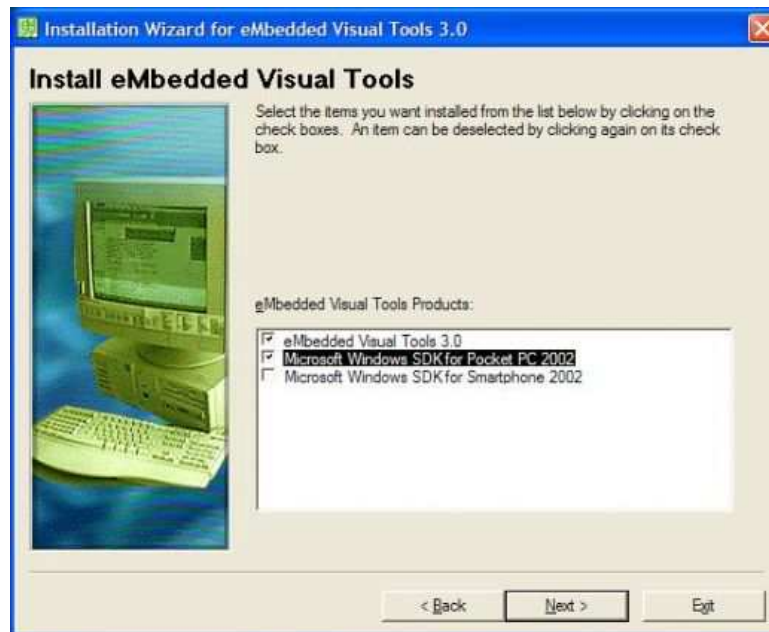 Installation Wizard for eMbedded Visual Tools 3.0
Install eMbedded Visual Tools
Select the items you want installed from the list below by clicking on the
check boxes. An item can be deselected by clicking again on its check
box.
eMbedded Visual Tools Products:
eMbedded Visual Tools 3.0
Microsoft Windows SDK for Pocket PC 2002
Microsoft Windows SDK for Smartphone 2002
< Back
Next >
Exit